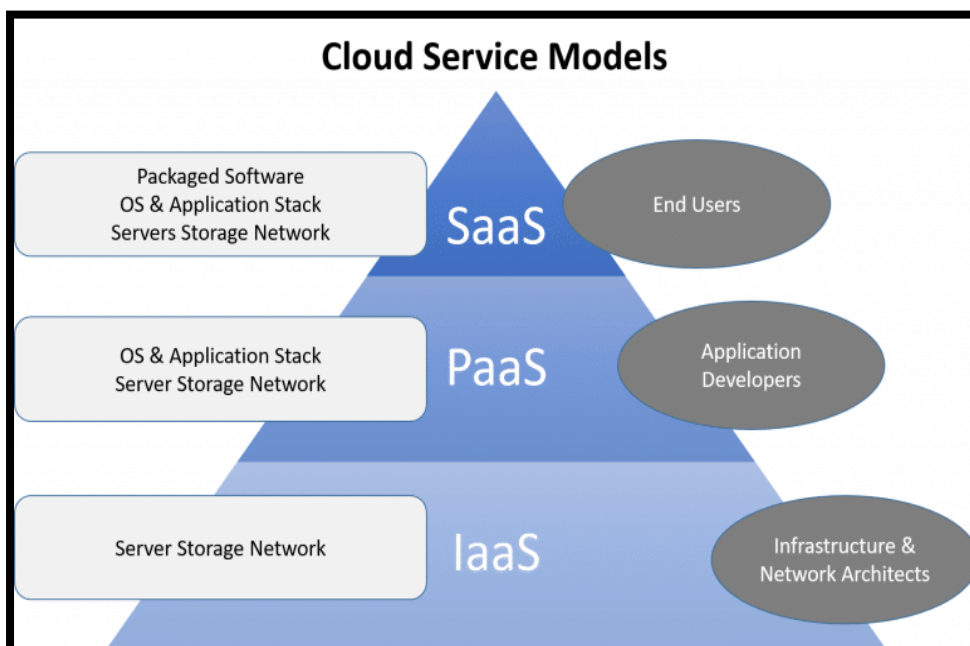 Cloud Service Models
Packaged Software
OS & Application Stack
Servers Storage Network
SaaS
End Users
OS & Application Stack
Server Storage Network
PaaS
Application
Developers
Server Storage Network
IaaS
Infrastructure &
Network Architects